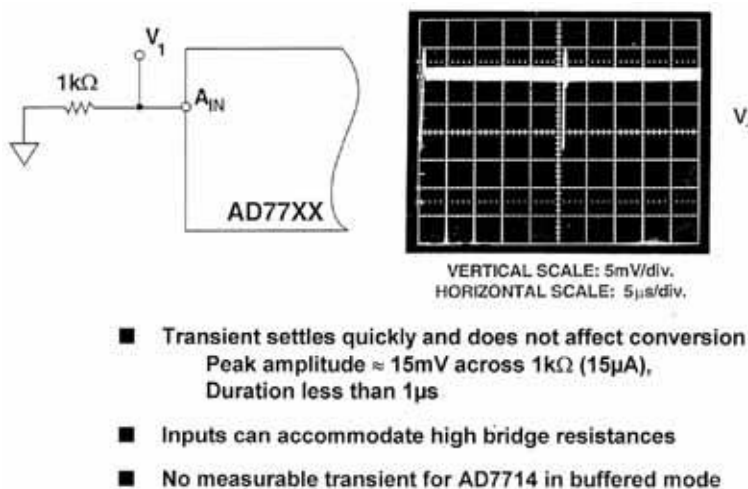 V1
1kΩ
AIN
AD77XX
V
VERTICAL SCALE: 5mV/div.
HORIZONTAL SCALE: 5µs/div.
■ Transient settles quickly and does not affect conversion
Peak amplitude ≈ 15mV across 1kΩ (15µA),
Duration less than 1µs
■ Inputs can accommodate high bridge resistances
■ No measurable transient for AD7714 in buffered mode